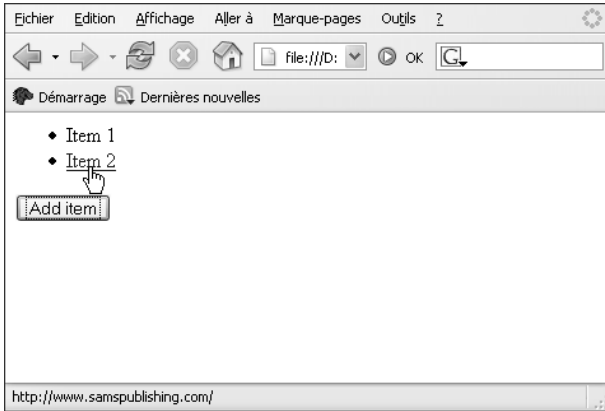 Fichier Edition Affichage Aller à Marque-pages Outils ?
file:///D: OK G
Démarrage Dernières nouvelles
Item 1
Item 2
Add item
http://www.samspublishing.com/